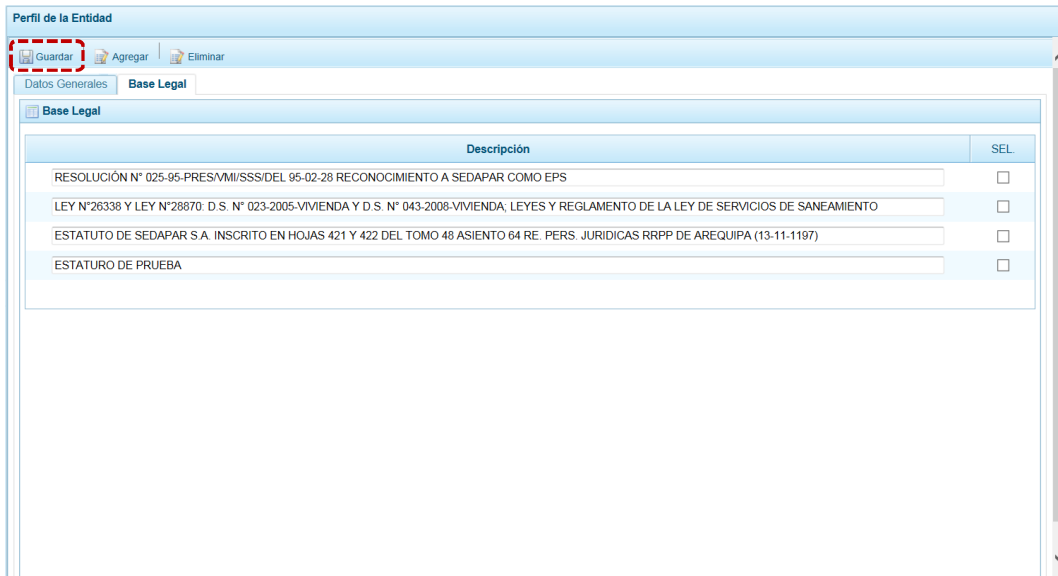 Perfil de la Entidad
Guardar Agregar Eliminar
Datos Generales Base Legal
Base Legal
Descripción SEL.
RESOLUCIÓN N° 025-95-PRES/VMI/SSS/DEL 95-02-28 RECONOCIMIENTO A SEDAPAR COMO EPS
LEY N°26338 Y LEY N°28870: D.S. N° 023-2005-VIVIENDA Y D.S. N° 043-2008-VIVIENDA; LEYES Y REGLAMENTO DE LA LEY DE SERVICIOS DE SANEAMIENTO
ESTATUTO DE SEDAPAR S.A. INSCRITO EN HOJAS 421 Y 422 DEL TOMO 48 ASIENTO 64 RE. PERS. JURIDICAS RRPP DE AREQUIPA (13-11-1197)
ESTATURO DE PRUEBA